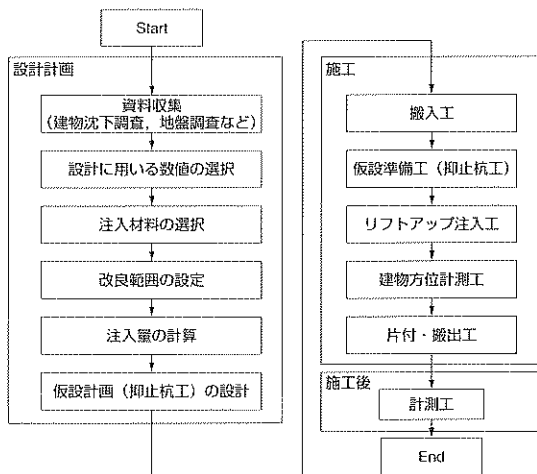 Start
設計計画
資料収集
（建物沈下調査，地盤調査など）
設計に用いる数値の選択
注入材料の選択
改良範囲の設定
注入量の計算
仮設計画（抑止杭工）の設計
施工
搬入工
仮設準備工（抑止杭工）
リフトアップ注入工
建物方位計測工
片付・搬出工
施工後
計測工
End